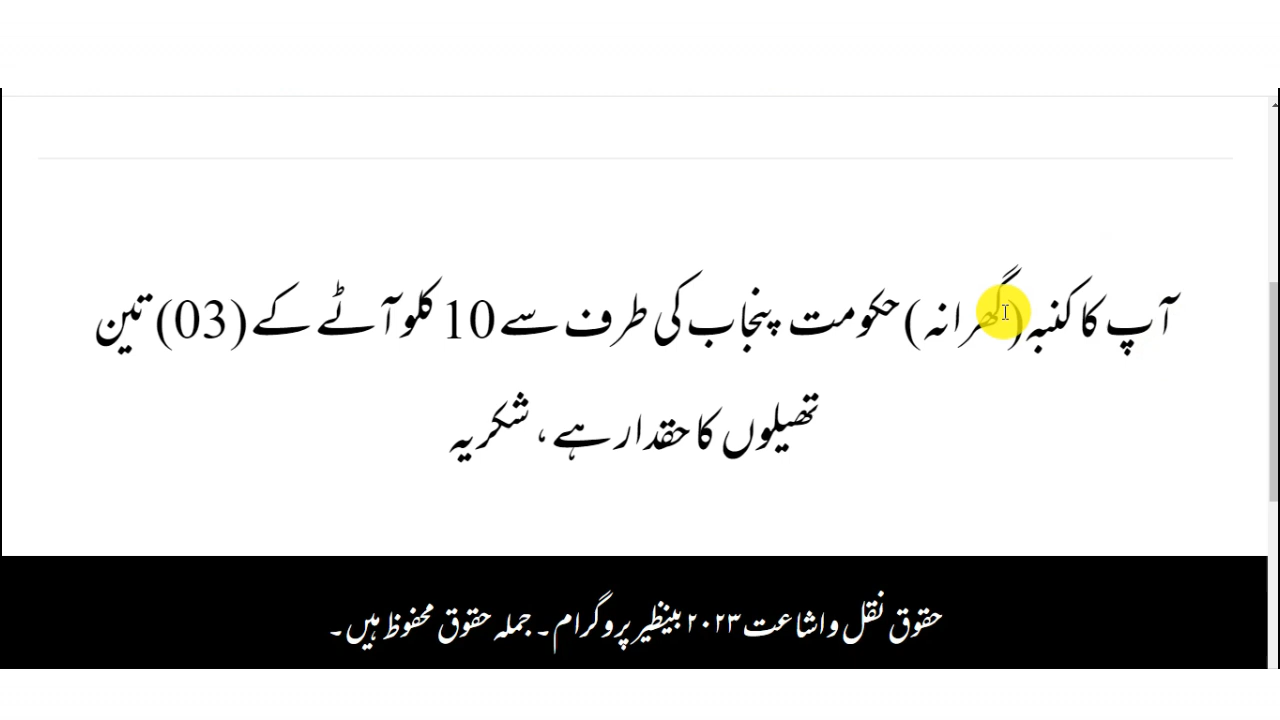 آپ کا کنبہ (گھرانہ) حکومت پنجاب کی طرف سے 10 کلو آٹے کے (03) تین
تھیلوں کا حقدار ہے، شکریہ
حقوق نقل و اشاعت ۲۰۲۳ بینظیر پروگرام۔ جملہ حقوق محفوظ ہیں۔